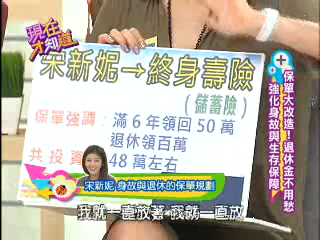 現在
才知道
宋新妮→終身壽險
(儲蓄險)
保單強調：滿6年領回50萬
退休領百萬
共投資
48萬左右
保單大改造！退休金不用愁
強化身故與生存保障
宋新妮 身故與退休的保單規劃
我就一直放著 我就一直放